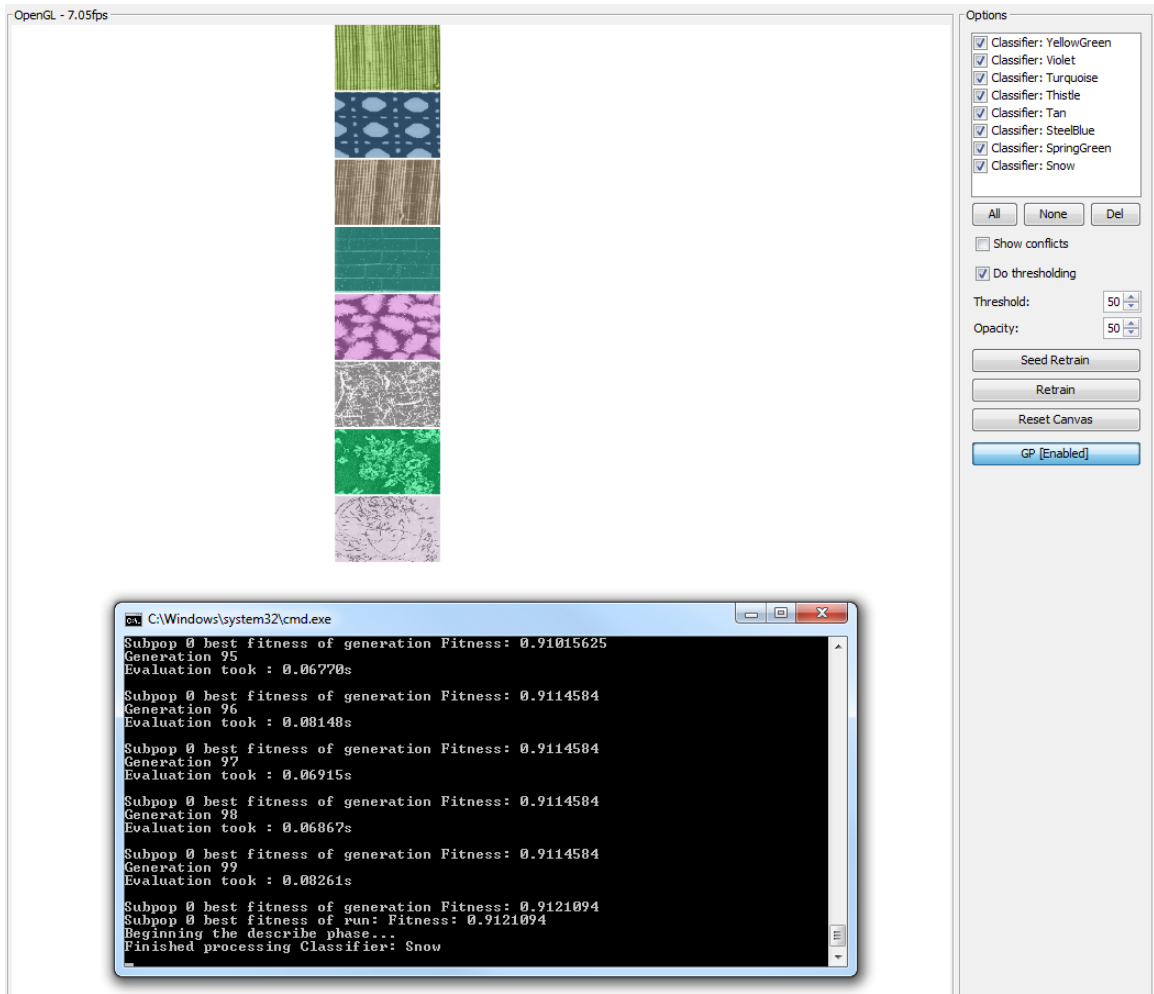 OpenGL - 7.05fps
Options
Classifier: YellowGreen
Classifier: Violet
Classifier: Turquoise
Classifier: Thistle
Classifier: Tan
Classifier: SteelBlue
Classifier: SpringGreen
Classifier: Snow
All None Del
Show conflicts
Do thresholding
Threshold: 50
Opacity: 50
Seed Retrain
Retrain
Reset Canvas
GP [Enabled]
C:\Windows\system32\cmd.exe
Subpop 0 best fitness of generation Fitness: 0.91015625
Generation 95
Evaluation took : 0.06770s
Subpop 0 best fitness of generation Fitness: 0.9114584
Generation 96
Evaluation took : 0.08148s
Subpop 0 best fitness of generation Fitness: 0.9114584
Generation 97
Evaluation took : 0.06915s
Subpop 0 best fitness of generation Fitness: 0.9114584
Generation 98
Evaluation took : 0.06867s
Subpop 0 best fitness of generation Fitness: 0.9114584
Generation 99
Evaluation took : 0.08261s
Subpop 0 best fitness of generation Fitness: 0.9121094
Subpop 0 best fitness of run: Fitness: 0.9121094
Beginning the describe phase...
Finished processing Classifier: Snow